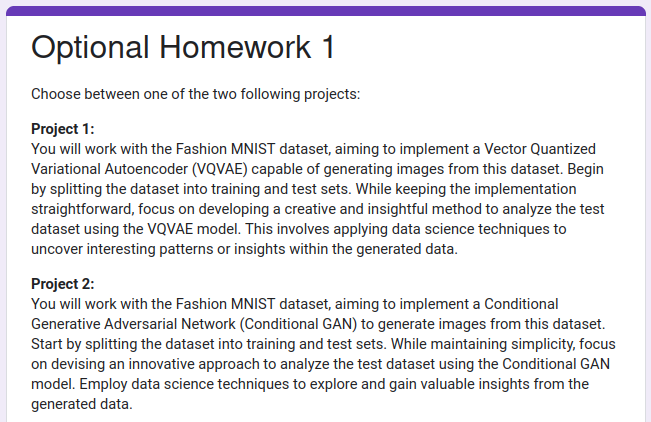 Optional Homework 1
Choose between one of the two following projects:
Project 1:
You will work with the Fashion MNIST dataset, aiming to implement a Vector Quantized
Variational Autoencoder (VQVAE) capable of generating images from this dataset. Begin
by splitting the dataset into training and test sets. While keeping the implementation
straightforward, focus on developing a creative and insightful method to analyze the test
dataset using the VQVAE model. This involves applying data science techniques to
uncover interesting patterns or insights within the generated data.
Project 2:
You will work with the Fashion MNIST dataset, aiming to implement a Conditional
Generative Adversarial Network (Conditional GAN) to generate images from this dataset.
Start by splitting the dataset into training and test sets. While maintaining simplicity, focus
on devising an innovative approach to analyze the test dataset using the Conditional GAN
model. Employ data science techniques to explore and gain valuable insights from the
generated data.